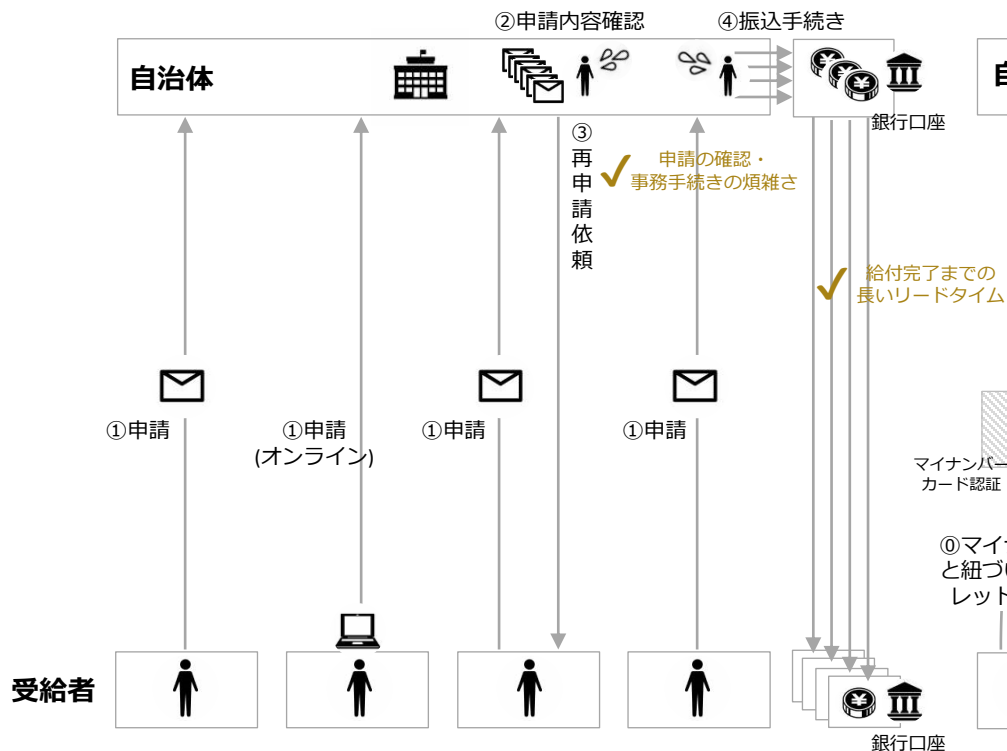 ②申請内容確認
④振込手続き
自治体
銀行口座
③
再
申
請
依
頼
申請の確認・
事務手続きの煩雑さ
給付完了までの
長いリードタイム
①申請
①申請
(オンライン)
①申請
①申請
マイナンバー
カード認証
⓪マイ
と紐づ
レット
受給者
銀行口座